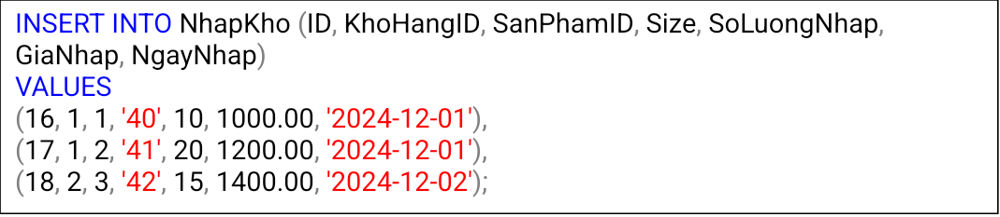 INSERT INTO NhapKho (ID, KhoHangID, SanPhamID, Size, SoLuongNhap,
GiaNhap, NgayNhap)
VALUES
(16, 1, 1, '40', 10, 1000.00, '2024-12-01'),
(17, 1, 2, '41', 20, 1200.00, '2024-12-01'),
(18, 2, 3, '42', 15, 1400.00, '2024-12-02');